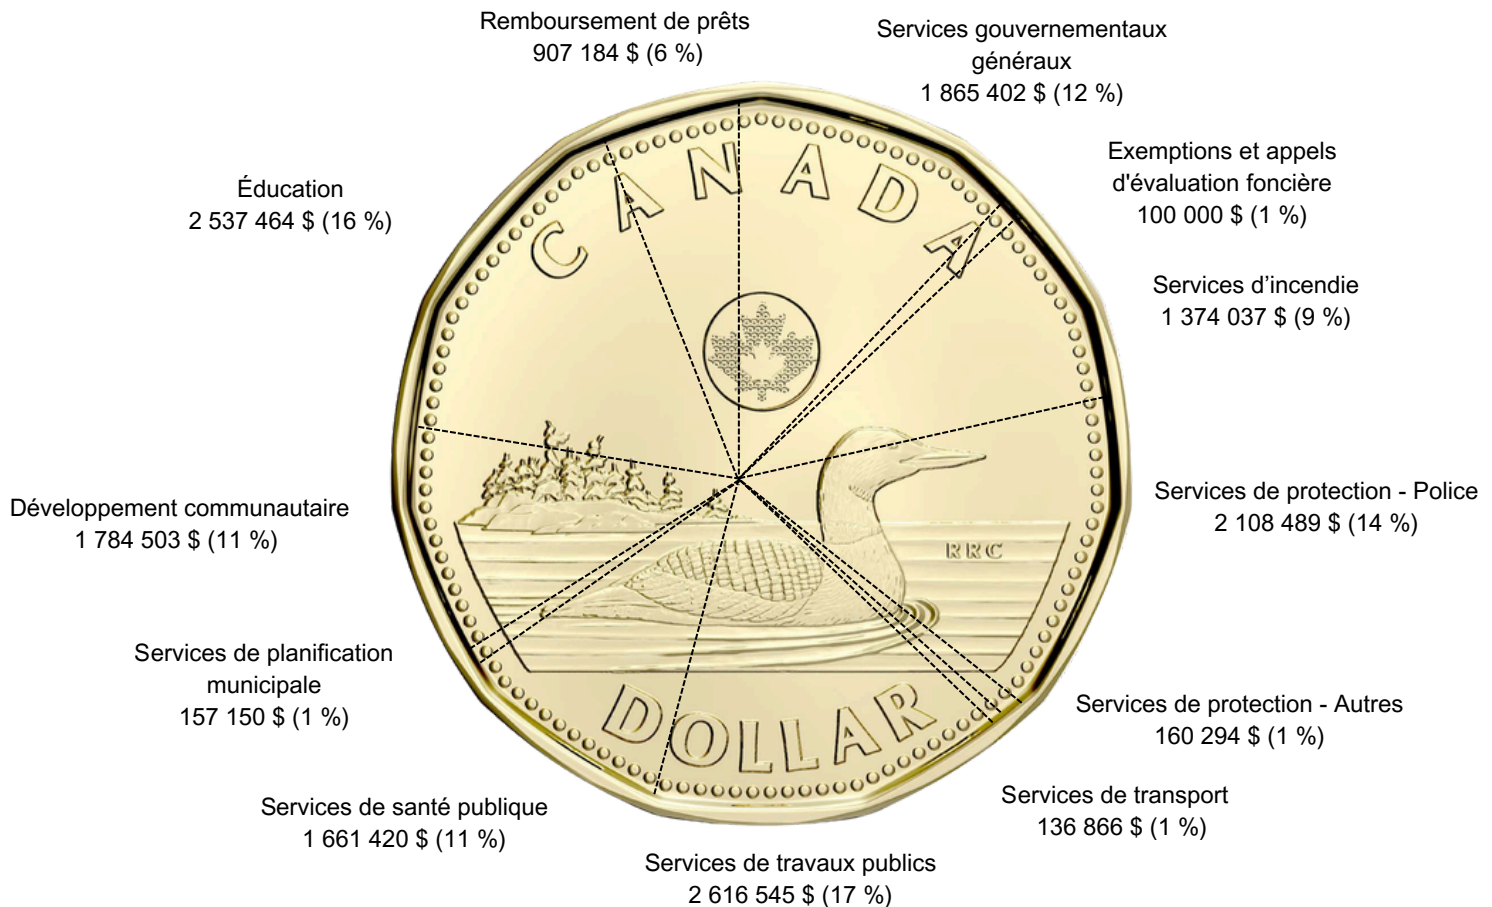 Remboursement de prêts
907 184 $ (6 %)
Services gouvernementaux
généraux
1 865 402 $ (12 %)
Exemptions et appels
d'évaluation foncière
100 000 $ (1 %)
Éducation
2 537 464 $ (16 %)
Services d’incendie
1 374 037 $ (9 %)
CANADA
Développement communautaire
1 784 503 $ (11 %)
Services de protection - Police
2 108 489 $ (14 %)
RRC
Services de planification
municipale
157 150 $ (1 %)
Services de protection - Autres
160 294 $ (1 %)
DOLLAR
Services de santé publique
1 661 420 $ (11 %)
Services de transport
136 866 $ (1 %)
Services de travaux publics
2 616 545 $ (17 %)